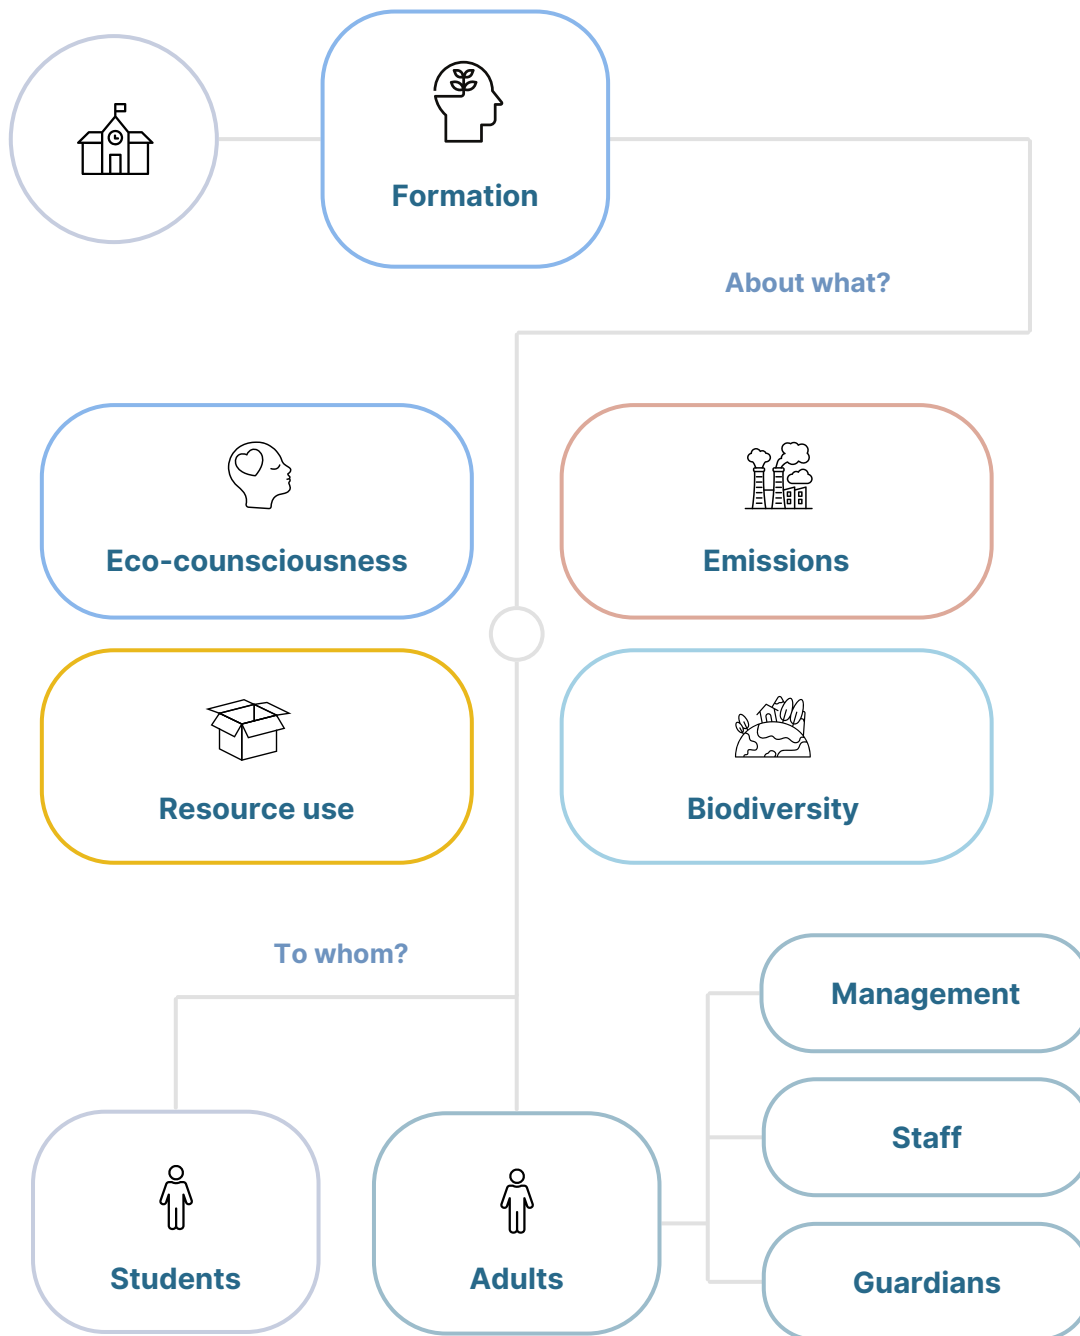 Formation
About what?
Eco-counsciousness
Emissions
Resource use
Biodiversity
To whom?
Management
Staff
Students
Adults
Guardians